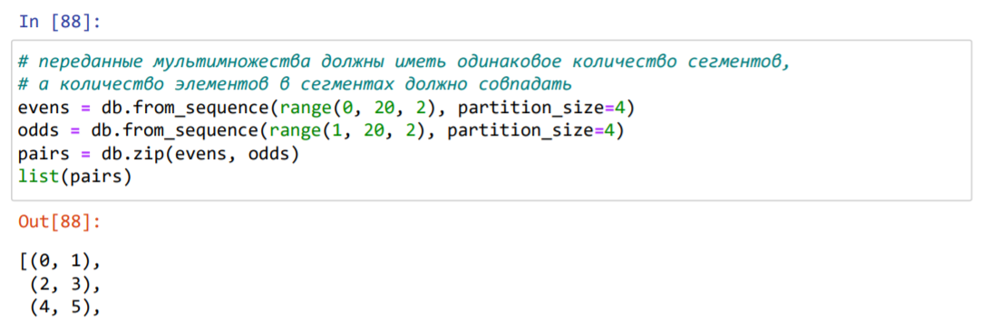 In [88]:
# переданные мультимножества должны иметь одинаковое количество сегментов,
# а количество элементов в сегментах должно совпадать
evens = db.from_sequence(range(0, 20, 2), partition_size=4)
odds = db.from_sequence(range(1, 20, 2), partition_size=4)
pairs = db.zip(evens, odds)
list(pairs)
Out[88]:
[(0, 1),
(2, 3),
(4, 5),